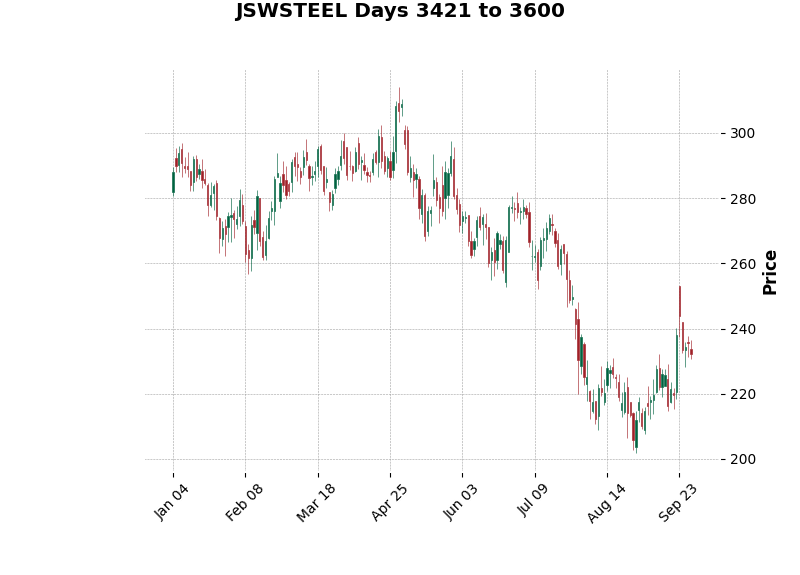 JSWSTEEL Days 3421 to 3600
300
280
260
240
220
200
Price
Jan 04
Feb 08
Mar 18
Apr 25
Jun 03
Jul 09
Aug 14
Sep 23